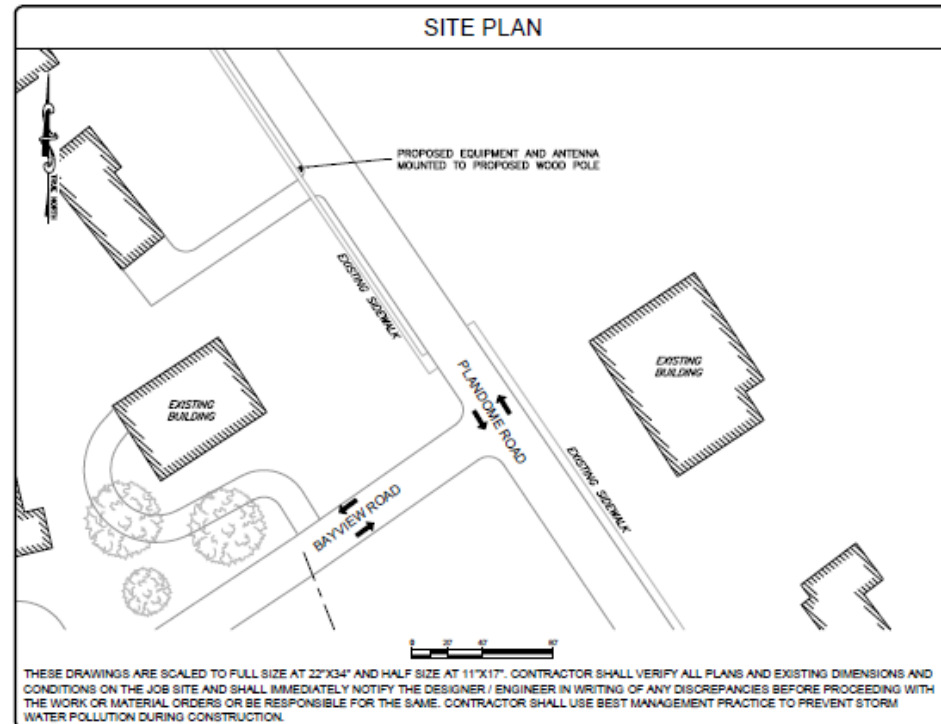 SITE PLAN
TRUE NORTH
PROPOSED EQUIPMENT AND ANTENNA
MOUNTED TO PROPOSED WOOD POLE
EXISTING SIDEWALK
EXISTING
BUILDING
PLANDOME ROAD
EXISTING
BUILDING
EXISTING SIDEWALK
BAYVIEW ROAD
0
THESE DRAWINGS ARE SCALED TO FULL SIZE AT 22"X34" AND HALF SIZE AT 11"X17". CONTRACTOR SHALL VERIFY ALL PLANS AND EXISTING DIMENSIONS AND
CONDITIONS ON THE JOB SITE AND SHALL IMMEDIATELY NOTIFY THE DESIGNER / ENGINEER IN WRITING OF ANY DISCREPANCIES BEFORE PROCEEDING WITH
THE WORK OR MATERIAL ORDERS OR BE RESPONSIBLE FOR THE SAME. CONTRACTOR SHALL USE BEST MANAGEMENT PRACTICE TO PREVENT STORM
WATER POLLUTION DURING CONSTRUCTION.